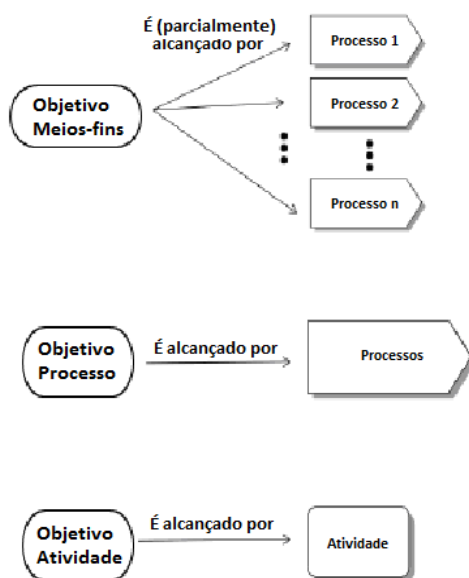 É (parcialmente)
alcançado por
Processo 1
Objetivo
Meios-fins
Processo 2
Processo n
Objetivo
Processo
É alcançado por
Processos
Objetivo
Atividade
É alcançado por
Atividade